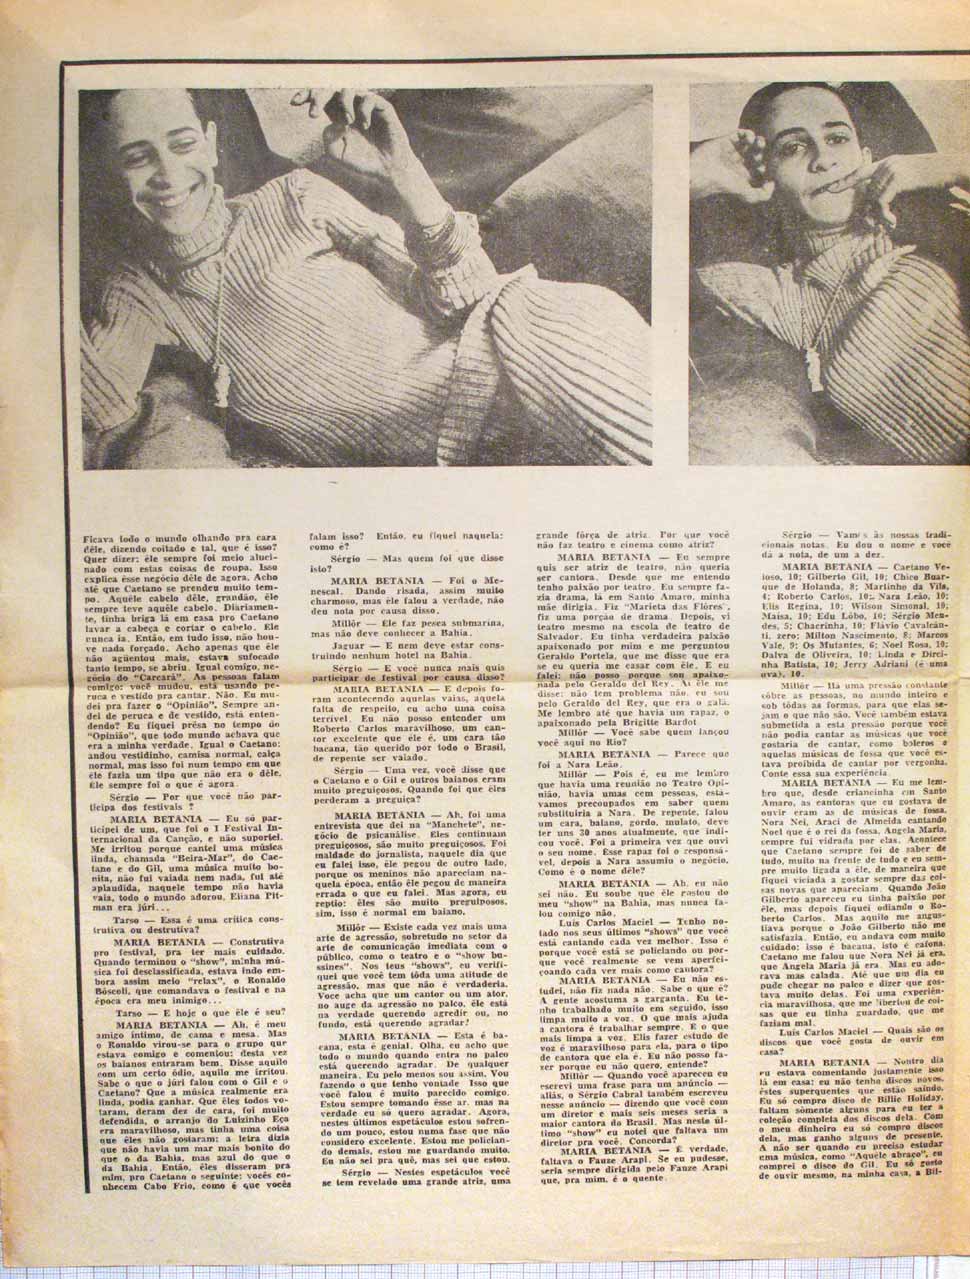 Ficava todo o mundo olhando pra cara
dêle, dizendo coitado e tal, que é isso?
Quer dizer: êle sempre foi meio aluci-
nado com estas coisas de roupa. Isso
explica êsse negócio dêle de agora. Acho
até que Caetano se prendeu muito tem-
po. Aquêle cabelo dêle, grandão, êle
sempre teve aquêle cabelo. Diàriamen-
te, tinha briga lá em casa pro Caetano
lavar a cabeça e cortar o cabelo. Ele
nunca ia. Então, em tudo isso, não hou-
ve nada forçado. Acho apenas que êle
não agüentou mais, estava sufocado
tanto tempo, se abriu. Igual comigo, ne-
gócio do "Carcará". As pessoas falam
comigo: você mudou, está usando pe-
ruca e vestido pra cantar. Não. Eu mu-
dei pra fazer o "Opinião". Sempre an-
dei de peruca e de vestido, está enten-
dendo? Eu fiquei prêsa no tempo do
"Opinião", que todo mundo achava que
era a minha verdade. Igual o Caetano:
andou vestidinho, camisa normal, calça
normal, mas isso foi num tempo em que
êle fazia um tipo que não era o dêle.
Ele sempre foi o que é agora.
Sérgio — Por que você não par-
ticipa dos festivais ?
MARIA BETANIA — Eu só par-
ticipei de um, que foi o I Festival In-
ternacional da Canção, e não suportei.
Me irritou porque cantei uma música
linda, chamada "Beira-Mar", do Cae-
tano e do Gil, uma música muito bo-
nita, não fui vaiada nem nada, fui até
aplaudida, naquele tempo não havia
vaia, todo o mundo adorou, Eliana Pit-
man era júri...
Tarso — Essa é uma crítica cons-
trutiva ou destrutiva?
MARIA BETANIA — Construtiva
pro festival, pra ter mais cuidado.
Quando terminou o "show", minha mú-
sica foi desclassificada, estava indo em-
bora assim meio "relax", o Ronaldo
Bôscoli, que comandava o festival e na
época era meu inimigo...
Tarso — E hoje o que êle é seu?
MARIA BETANIA — Ah, é meu
amigo íntimo, de cama e mesa. Mas
o Ronaldo virou-se para o grupo que
estava comigo e comentou: desta vez
os baianos entraram bem. Disse aquilo
com um certo ódio, aquilo me irritou.
Sabe o que o júri falou com o Gil e o
Caetano? Que a música realmente era
linda, podia ganhar. Que êles todos vo-
taram, deram dez de cara, foi muito
defendida, o arranjo do Luizinho Eça
era maravilhoso, mas tinha uma coisa
que êles não gostaram: a letra dizia
que não havia um mar mais bonito do
que o da Bahia, mas azul do que o
da Bahia. Então, êles disseram pra
mim, pro Caetano o seguinte: vocês co-
nhecem Cabo Frio, como é que vocês
falam isso? Então, eu fiquei naquela:
como é?
Sérgio — Mas quem foi que disse
isto?
MARIA BETANIA — Foi o Me-
nescal. Dando risada, assim muito
charmoso, mas êle falou a verdade, não
deu nota por causa disso.
Millôr — Ele faz pesca submarina,
mas não deve conhecer a Bahia.
Jaguar — E nem deve estar cons-
truindo nenhum hotel na Bahia.
Sérgio — E você nunca mais quis
participar de festival por causa disso?
MARIA BETANIA — E depois fo-
ram acontecendo aquelas vaias, aquela
falta de respeito, eu acho uma coisa
terrível. Eu não posso entender um
Roberto Carlos maravilhoso, um can-
tor excelente que êle é, um cara tão
bacana, tão querido por todo o Brasil,
de repente ser vaiado.
Sérgio — Uma vez, você disse que
o Caetano e o Gil e outros baianos eram
muito preguiçosos. Quando foi que êles
perderam a preguiça?
MARIA BETANIA — Ah, foi uma
entrevista que dei na "Manchete", ne-
gócio de psicanálise. Eles continuam
preguiçosos, são muito preguiçosos. Foi
maldade do jornalista, naquele dia que
eu falei isso, êle pegou de outro lado,
porque os meninos não apareciam na-
quela época, então êle pegou de maneira
errada o que eu falei. Mas agora, eu
repito: êles são muito preguiçosos,
sim, isso é normal em baiano.
Millôr — Existe cada vez mais uma
arte de agressão, sobretudo no setor da
arte de comunicação imediata com o
público, como o teatro e o "show bu-
ssines". Nos teus "shows", eu verifi-
quei que você tem tôda uma atitude de
agressão, mas que não é verdadeira.
Voce acha que um cantor ou um ator,
no auge da agressão no palco, êle está
na verdade querendo agredir ou, no
fundo, está querendo agradar?
MARIA BETANIA — Esta é ba-
cana, esta é genial. Olha, eu acho que
todo o mundo quando entra no palco
está querendo agradar. De qualquer
maneira. Eu pelo menos sou assim. Vou
fazendo o que tenho vontade Isso que
você falou é muito parecido comigo.
Estou sempre tomando êsse ar, mas na
verdade eu só quero agradar. Agora,
nestes últimos espetáculos estou sofren-
do um pouco, estou numa fase que não
considero excelente. Estou me polician-
do demais, estou me guardando muito.
Eu não sei pra quê, mas sei que estou.
Sérgio — Nestes espetáculos você
se tem revelado uma grande atriz, uma
grande fôrça de atriz. Por que você
não faz teatro e cinema como atriz?
MARIA BETANIA — Eu sempre
quis ser atriz de teatro, não queria
ser cantora. Desde que me entendo
tenho paixão por teatro. Eu sempre fa-
zia drama, lá em Santo Amaro, minha
mãe dirigia. Fiz "Marieta das Flôres",
fiz uma porção de drama. Depois, vi
teatro mesmo na escola de teatro de
Salvador. Eu tinha verdadeira paixão
apaixonado por mim e me perguntou
Geraldo Portela, que me disse que era
se eu queria me casar com êle. E eu
falei: não posso porque sou apaixo-
nada pelo Geraldo del Rey. Aí êle me
disse: não tem problema não, eu sou
pelo Geraldo del Rey, que era o galã.
Me lembro até que havia um rapaz, o
apaixonado pela Brigitte Bardot
Millôr — Você sabe quem lançou
você aqui no Rio?
MARIA BETANIA — Parece que
foi a Nara Leão.
Millôr — Pois é, eu me lembro
que havia uma reunião no Teatro Opi-
nião, havia umas cem pessoas, esta-
vamos preocupados em saber quem
substituiria a Nara. De repente, falou
um cara, baiano, gordo, mulato, deve
ter uns 30 anos atualmente, que indi-
cou você. Foi a primeira vez que ouvi
o seu nome. Esse rapaz foi o responsá-
vel, depois a Nara assumiu o negócio.
Como é o nome dêle?
MARIA BETANIA — Ah, eu não
sei não. Eu soube que êle gostou do
meu "show" na Bahia, mas nunca fa-
lou comigo não.
Luís Carlos Maciel — Tenho no-
tado nos seus últimos "shows" que você
está cantando cada vez melhor. Isso é
porque você está se policiando ou por-
que você realmente se vem aperfei-
çoando cada vez mais como cantora?
MARIA BETANIA — Eu não es-
tudei, não fiz nada não. Sabe o que é?
A gente acostuma a garganta. Eu te-
nho trabalhado muito em seguido, isso
limpa muito a voz. O que mais ajuda
a cantora é trabalhar sempre. E o que
mais limpa a voz. Elis fazer estudo de
voz é maravilhoso para ela, para o tipo
de cantora que ela é. Eu não posso fa-
zer porque eu não quero, entende?
Millôr — Quando você apareceu eu
escrevi uma frase para um anúncio —
aliás, o Sérgio Cabral também escreveu
nesse anúncio — dizendo que você com
um diretor e mais seis meses seria a
maior cantora do Brasil. Mas nesta úl-
timo "show" eu notei que faltava um
diretor pra você. Concorda?
MARIA BETANIA — E verdade,
faltava o Fauze Arapi. Se eu pudesse,
seria sempre dirigida pelo Fauze Arapi
que, pra mim, é o quente.
Sérgio — Vamos às nossas tradi-
cionais notas. Eu dou o nome e você
dá a nota, de um a dez.
MARIA BETANIA — Caetano Ve-
loso, 10; Gilberto Gil, 10; Chico Buar-
que de Holanda, 8; Martinho da Vila,
4; Roberto Carlos, 10; Nara Leão, 10;
Elis Regina, 10; Wilson Simonal, 10;
Maísa, 10; Edu Lôbo, 10; Sérgio Men-
des, 5; Chacrinha, 10; Flávio Cavalcân-
ti, zero; Milton Nascimento, 8; Marcos
Vale, 9; Os Mutantes, 6; Noel Rosa, 10;
Dalva de Oliveira, 10; Linda e Dirci-
nha Batista, 10; Jerry Adriani (é uma
uva), 10.
Millôr — Há uma pressão constante
sôbre as pessoas, no mundo inteiro e
sob tôdas as formas, para que elas se-
jam o que não são. Você também estava
submetida a esta pressão porque você
não podia cantar as músicas que você
gostaria de cantar, como boleros e
aquelas músicas de fossa que você es-
tava proibida de cantar por vergonha.
Conte essa sua experiência.
MARIA BETANIA — Eu me lem-
bro que, desde criancinha em Santo
Amaro, as cantoras que eu gostava de
ouvir eram as de músicas de fossa.
Nora Nei, Araci de Almeida cantando
Noel que é o rei da fossa, Angela Maria,
sempre fui vidrada por elas. Acontece
que Caetano sempre foi de saber de
tudo, muito na frente de tudo e eu sem-
pre muito ligada a êle, de maneira que
fiquei viciada a gostar sempre das coi-
sas novas que apareciam. Quando João
Gilberto apareceu eu tinha paixão por
êle, mas depois fiquei odiando o Ro-
berto Carlos. Mas aquilo me angus-
tiava porque o João Gilberto não me
satisfazia. Então, eu andava com muito
cuidado: isso é bacana, isto é cafona.
Caetano me falou que Nora Nei já era,
que Angela Maria já era. Mas eu ado-
rava mas calada. Até que um dia eu
pude chegar no palco e dizer que gos-
tava muito delas. Foi uma experiên-
cia maravilhosa, que me libertou de coi-
sas que eu tinha guardado, que me
faziam mal.
Luís Carlos Maciel — Quais são os
discos que você gosta de ouvir em
casa?
MARIA BETANIA — Noutro dia
eu estava comentando justamente isso
lá em casa: eu não tenho discos novos,
êstes superquentes que estão saindo.
Eu só compro disco de Billie Holiday,
faltam sòmente alguns para eu ter a
coleção completa dos discos dela. Com
o meu dinheiro eu só compro discos
dela, mas ganho alguns de presente.
A não ser quando eu preciso estudar
uma música, como "Aquêle abraço", eu
comprei o disco do Gil. Eu só gosto
de ouvir mesmo, na minha casa, a Bil-